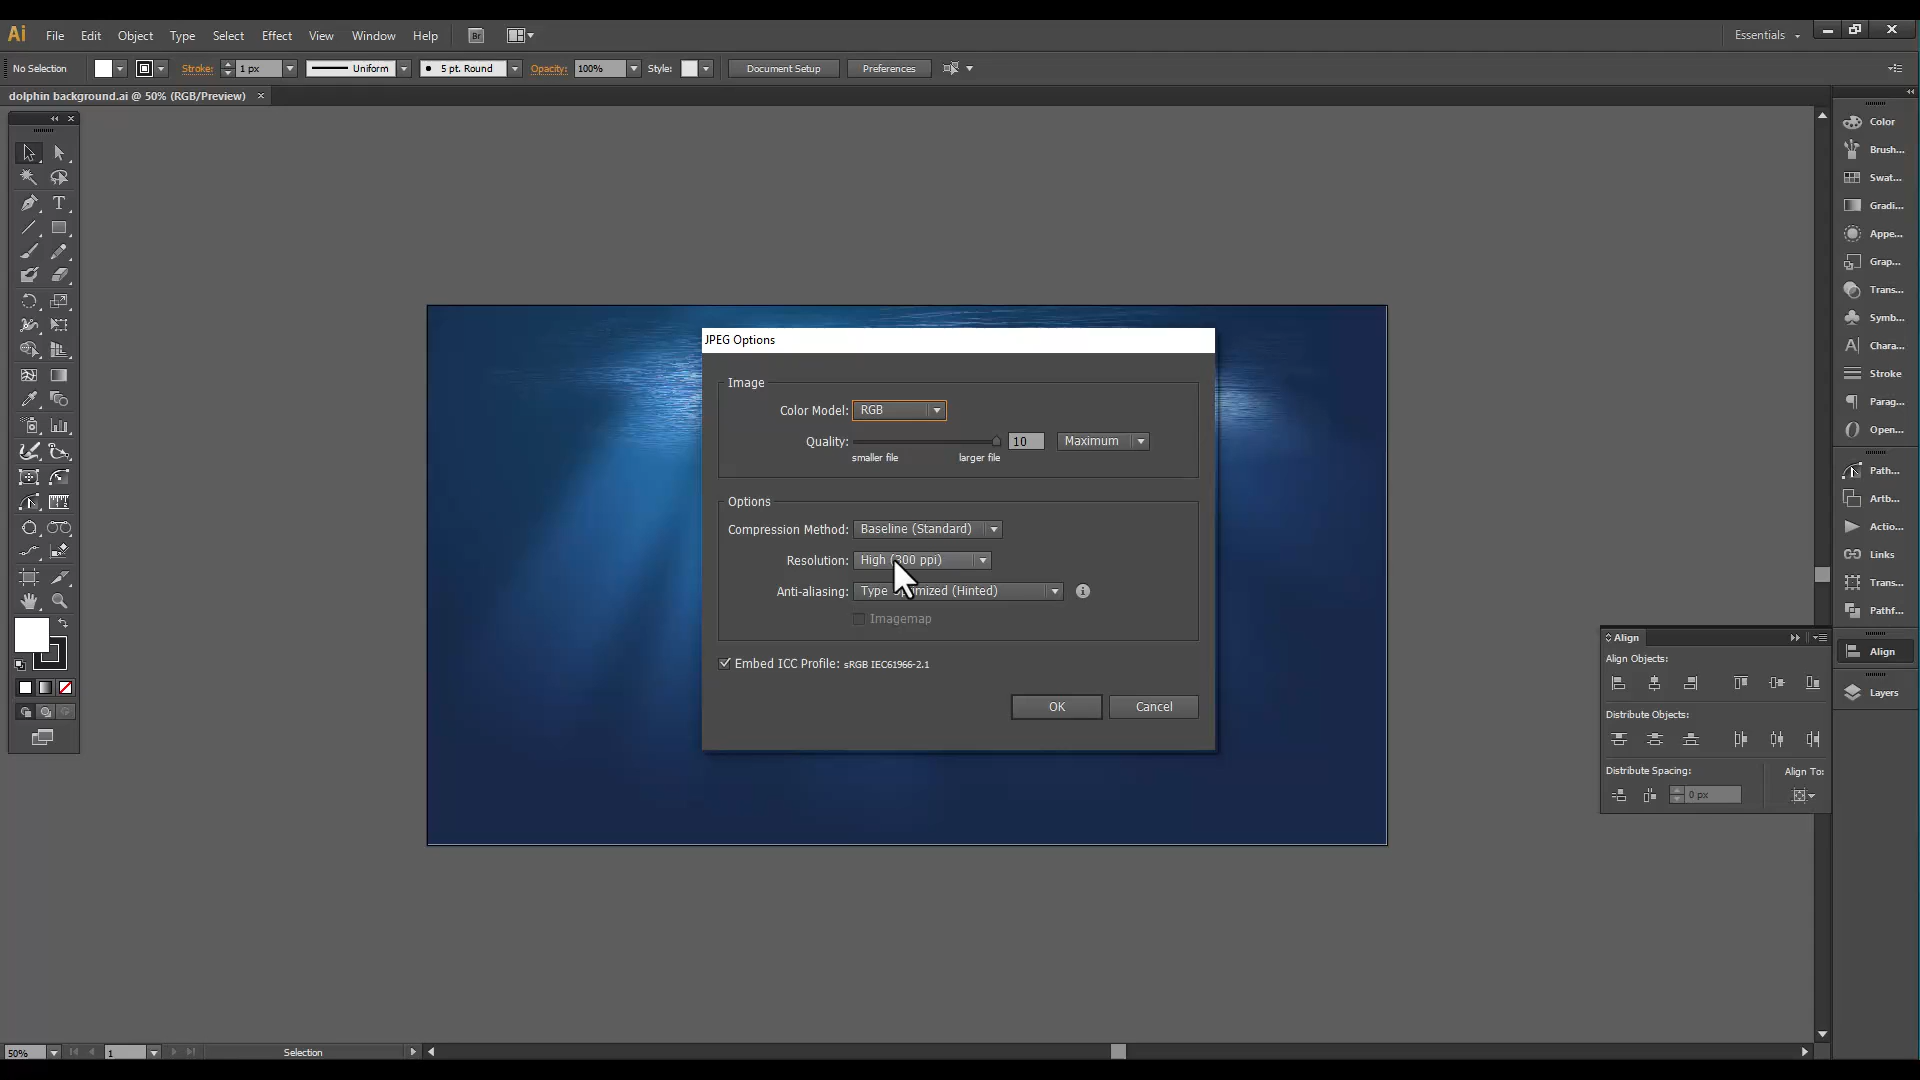 Ai File Edit Object Type Select Effect View Window Help Br Essentials
No Selection Stroke: 1 px Uniform 5 pt. Round Opacity: 100% Style: Document Setup Preferences
dolphin background.ai @ 50% (RGB/Preview) ×
JPEG Options
Image
Color Model: RGB
Quality: 10 Maximum
smaller file larger file
Options
Compression Method: Baseline (Standard)
Resolution: High (300 ppi)
Anti-aliasing: Type Optimized (Hinted)
Imagemap
Embed ICC Profile: sRGB IEC61966-2.1
OK Cancel
Color
Brush...
Swat...
Gradi...
Appe...
Grap...
Trans...
Symb...
Chara...
Stroke
Parag...
Open...
Path...
Artb...
Actio...
Links
Trans...
Pathf...
Align
Layers
Align
Align Objects:
Distribute Objects:
Distribute Spacing: Align To:
0 px
50% 1 Selection